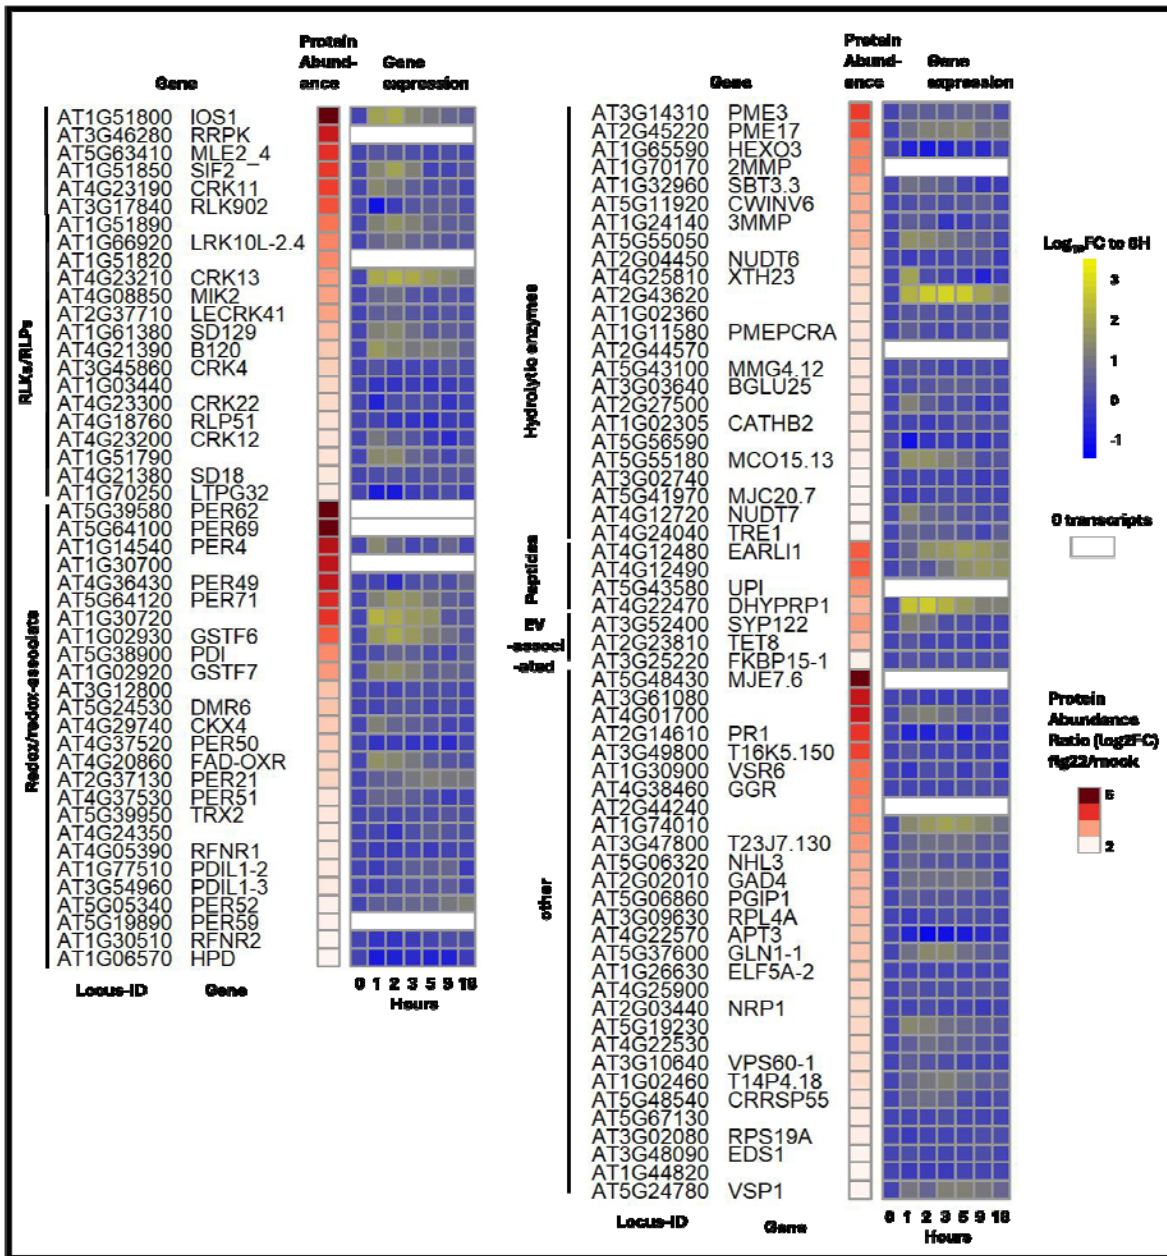 Protein
Abund-
ance
Gene
Gene
expression
RLKs/RLPs
AT1G51800 IOS1
AT3G46280 RRPK
AT5G63410 MLE2_4
AT1G51850 SIF2
AT4G23190 CRK11
AT3G17840 RLK902
AT1G51890
AT1G66920 LRK10L-2.4
AT1G51820
AT4G23210 CRK13
AT4G08850 MIK2
AT2G37710 LECRK41
AT1G61380 SD129
AT4G21390 B120
AT3G45860 CRK4
AT1G03440
AT4G23300 CRK22
AT4G18760 RLP51
AT4G23200 CRK12
AT1G51790
AT4G21380 SD18
AT1G70250 LTPG32
Redox/redox-associate
AT5G39580 PER62
AT5G64100 PER69
AT1G14540 PER4
AT1G30700
AT4G36430 PER49
AT5G64120 PER71
AT1G30720
AT1G02930 GSTF6
AT5G38900 PDI
AT1G02920 GSTF7
AT3G12800
AT5G24530 DMR6
AT4G29740 CKX4
AT4G37520 PER50
AT4G20860 FAD-OXR
AT2G37130 PER21
AT4G37530 PER51
AT5G39950 TRX2
AT4G24350
AT4G05390 RFNR1
AT1G77510 PDIL1-2
AT3G54960 PDIL1-3
AT5G05340 PER52
AT5G19890 PER59
AT1G30510 RFNR2
AT1G06570 HPD
Locus-ID Gene
0 1 2 3 5 9 18
Hours
Protein
Abund-
ance
Gene
Gene
expression
Hydrolytic enzymes
AT3G14310 PME3
AT2G45220 PME17
AT1G65590 HEXO3
AT1G70170 2MMP
AT1G32960 SBT3.3
AT5G11920 CWINV6
AT1G24140 3MMP
AT5G55050
AT2G04450 NUDT6
AT4G25810 XTH23
AT2G43620
AT1G02360
AT1G11580 PMEPCRA
AT2G44570
AT5G43100 MMG4.12
AT3G03640 BGLU25
AT2G27500
AT1G02305 CATHB2
AT5G56590
AT5G55180 MCO15.13
AT3G02740
AT5G41970 MJC20.7
AT4G12720 NUDT7
AT4G24040 TRE1
Peptides
AT4G12480 EARLI1
AT4G12490
AT5G43580 UPI
AT4G22470 DHYPRP1
EV
-associ
-ated
AT3G52400 SYP122
AT2G23810 TET8
AT3G25220 FKBP15-1
other
AT5G48430 MJE7.6
AT3G61080
AT4G01700
AT2G14610 PR1
AT3G49800 T16K5.150
AT1G30900 VSR6
AT4G38460 GGR
AT2G44240
AT1G74010
AT3G47800 T23J7.130
AT5G06320 NHL3
AT2G02010 GAD4
AT5G06860 PGIP1
AT3G09630 RPL4A
AT4G22570 APT3
AT5G37600 GLN1-1
AT1G26630 ELF5A-2
AT4G25900
AT2G03440 NRP1
AT5G19230
AT4G22530
AT3G10640 VPS60-1
AT1G02460 T14P4.18
AT5G48540 CRRSP55
AT5G67130
AT3G02080 RPS19A
AT3G48090 EDS1
AT1G44820
AT5G24780 VSP1
Locus-ID Gene
0 1 2 3 5 9 18
Hours
3
2
1
0
-1
0 transcripts
Protein
Abundance
Ratio (log2FC)
flg22/mock
5
2